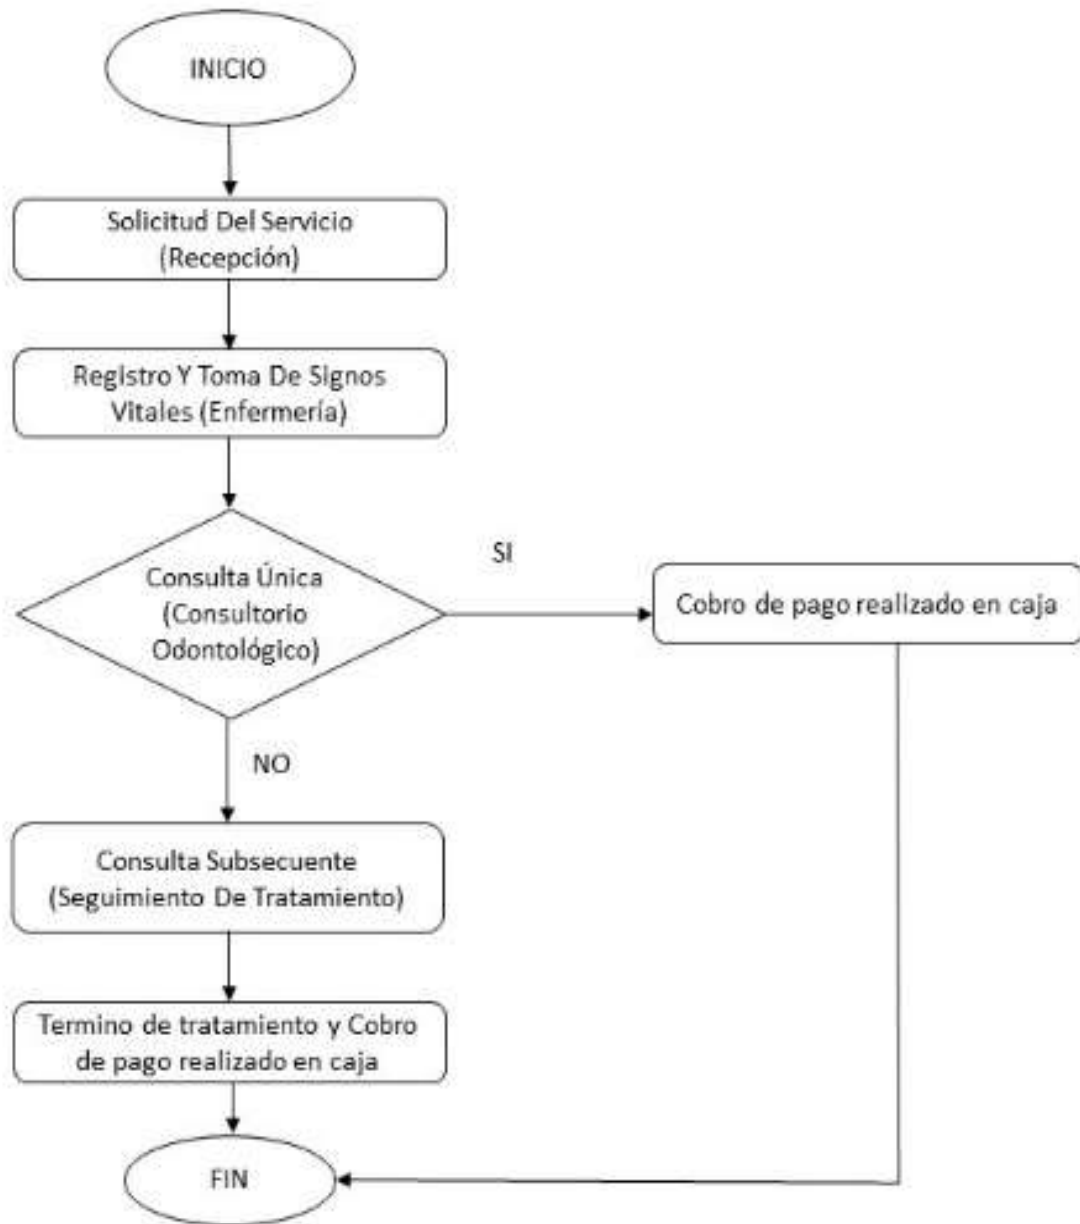 INICIO
Solicitud Del Servicio
(Recepción)
Registro Y Toma De Signos
Vitales (Enfermería)
Consulta Única
(Consultorio
Odontológico)
SI
Cobro de pago realizado en caja
NO
Consulta Subsecuente
(Seguimiento De Tratamiento)
Termino de tratamiento y Cobro
de pago realizado en caja
FIN